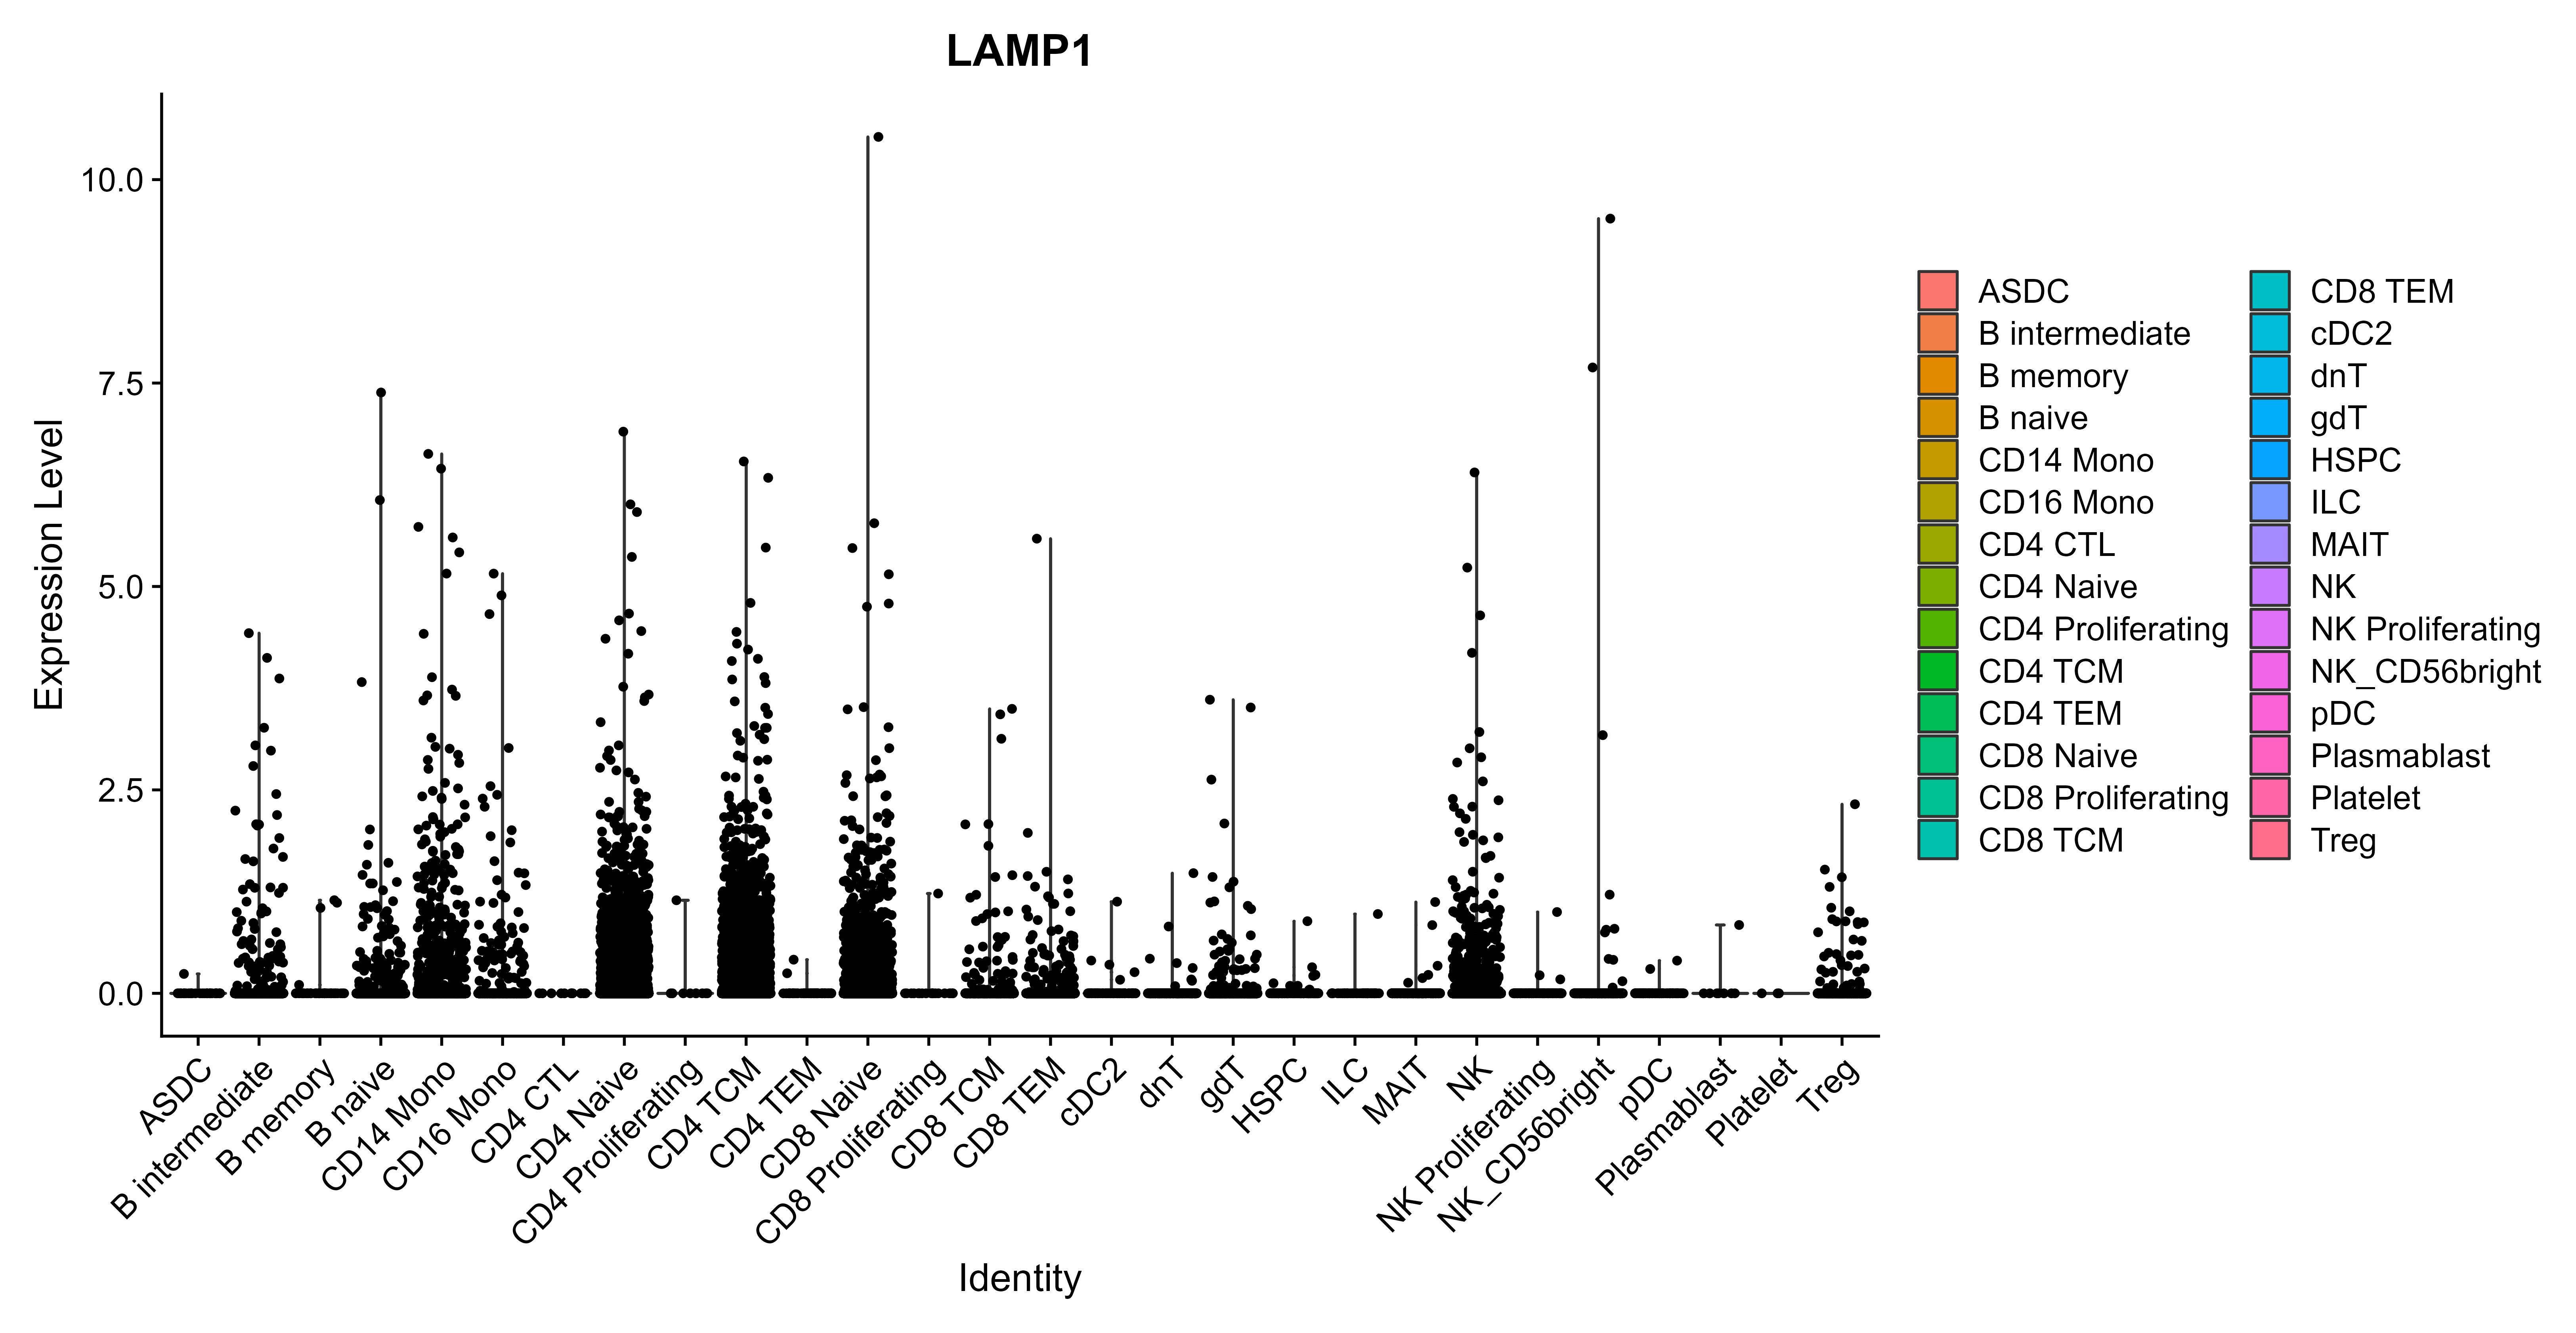 LAMP1
Expression Level
10.0
7.5
5.0
2.5
0.0
ASDC
B intermediate
B memory
B naive
CD14 Mono
CD16 Mono
CD4 CTL
CD4 Naive
CD4 Proliferating
CD4 TCM
CD4 TEM
CD8 Naive
CD8 Proliferating
CD8 TCM
CD8 TEM
cDC2
dnT
gdT
HSPC
ILC
MAIT
NK
NK Proliferating
NK_CD56bright
pDC
Plasmablast
Platelet
Treg
Identity
ASDC
B intermediate
B memory
B naive
CD14 Mono
CD16 Mono
CD4 CTL
CD4 Naive
CD4 Proliferating
CD4 TCM
CD4 TEM
CD8 Naive
CD8 Proliferating
CD8 TCM
CD8 TEM
cDC2
dnT
gdT
HSPC
ILC
MAIT
NK
NK Proliferating
NK_CD56bright
pDC
Plasmablast
Platelet
Treg